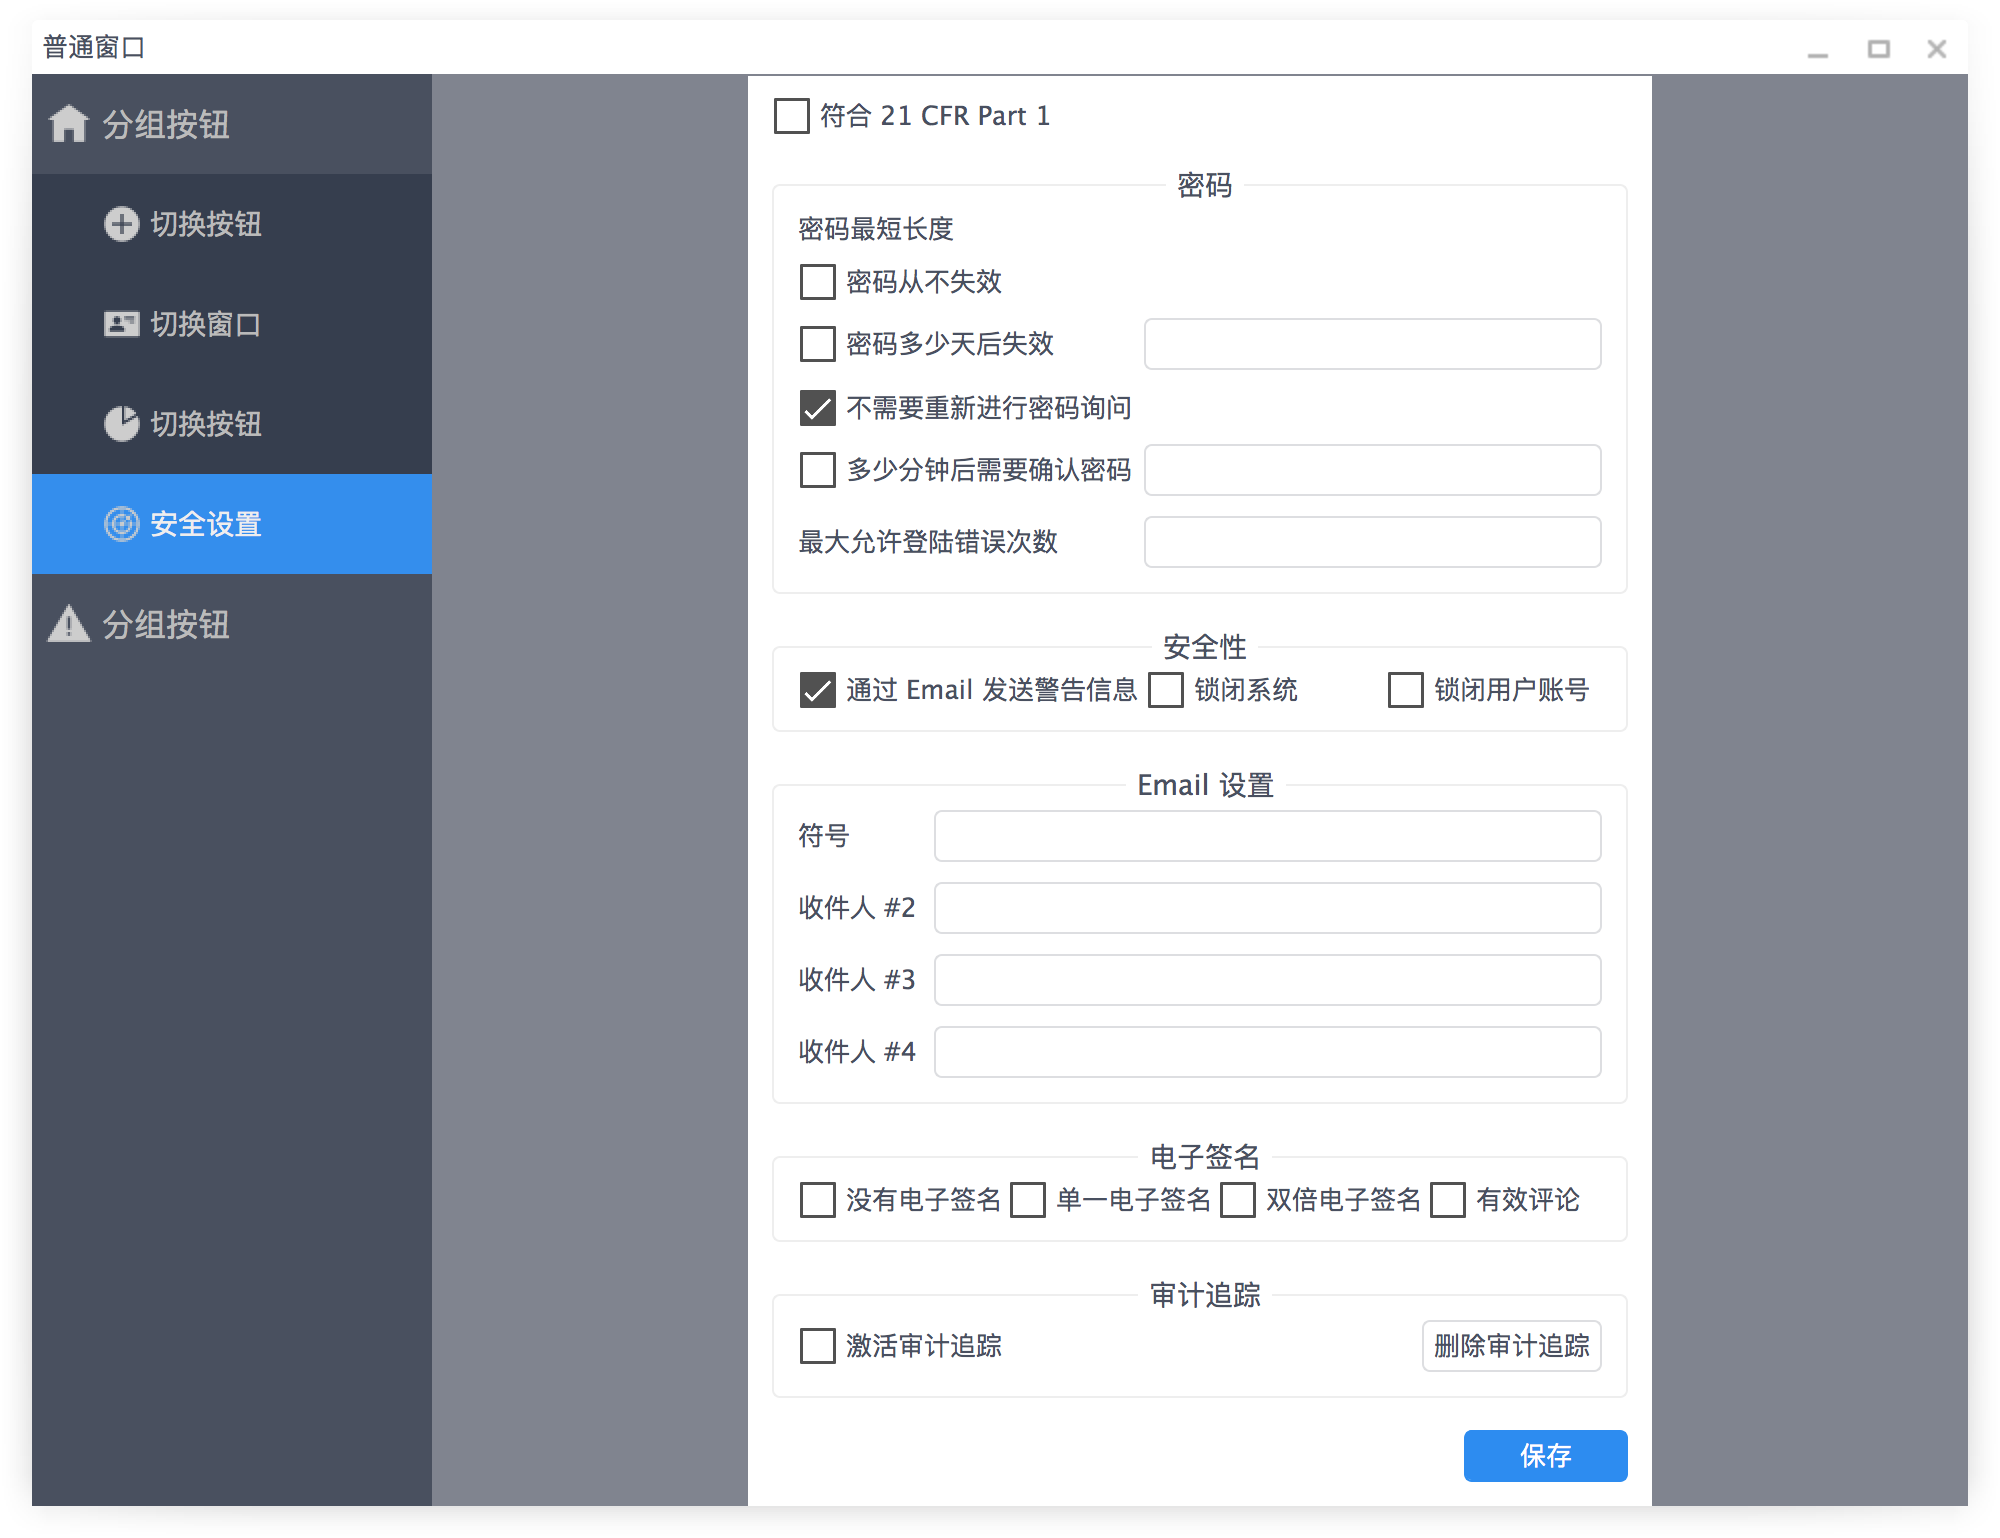 普通窗口
分组按钮
切换按钮
切换窗口
切换按钮
安全设置
分组按钮
符合 21 CFR Part 1
密码
密码最短长度
密码从不失效
密码多少天后失效
不需要重新进行密码询问
多少分钟后需要确认密码
最大允许登陆错误次数
安全性
通过 Email 发送警告信息 锁闭系统 锁闭用户账号
Email 设置
符号
收件人 #2
收件人 #3
收件人 #4
电子签名
没有电子签名 单一电子签名 双倍电子签名 有效评论
审计追踪
激活审计追踪 删除审计追踪
保存